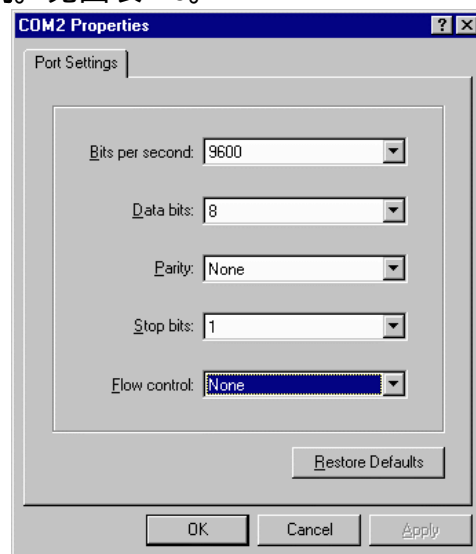 COM2 Properties
Port Settings
Bits per second: 9600
Data bits: 8
Parity: None
Stop bits: 1
Flow control: None
Restore Defaults
OK Cancel Apply